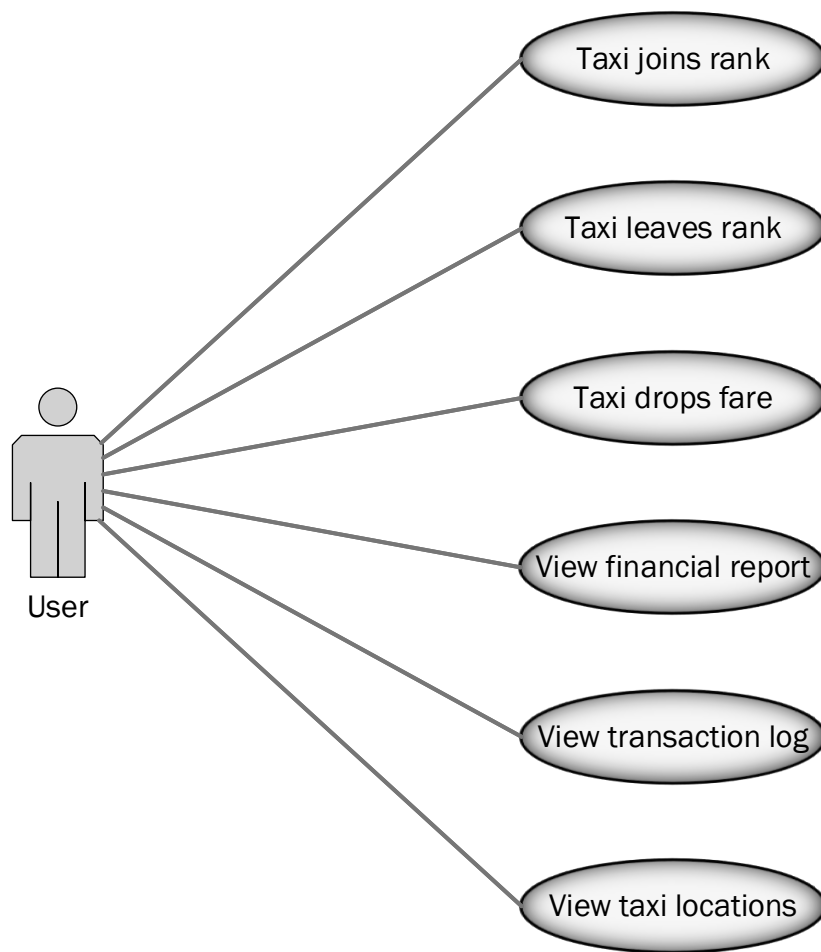 Taxi joins rank
Taxi leaves rank
Taxi drops fare
View financial report
User
View transaction log
View taxi locations